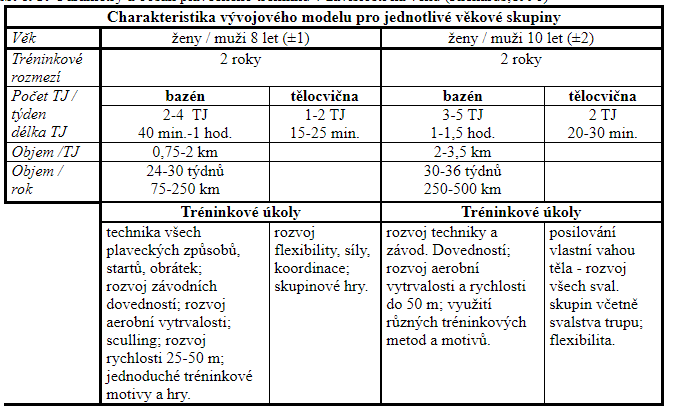 Charakteristika vývojového modelu pro jednotlivé věkové skupiny
Věk ženy / muži 8 let (±1) ženy / muži 10 let (±2)
Tréninkové rozmezí 2 roky 2 roky
Počet TJ / týden délka TJ
bazén
2-4 TJ
40 min.-1 hod.
tělocvična
1-2 TJ
15-25 min.
bazén
3-5 TJ
1-1,5 hod.
tělocvična
2 TJ
20-30 min.
Objem /TJ 0,75-2 km 2-3,5 km
Objem / rok
24-30 týdnů
75-250 km
30-36 týdnů
250-500 km
Tréninkové úkoly Tréninkové úkoly
technika všech
plaveckých způsobů,
startů, obrátek;
rozvoj závodních
dovedností; rozvoj
aerobní vytrvalosti;
sculling; rozvoj
rychlosti 25-50 m;
jednoduché tréninkové
motivy a hry.
rozvoj
flexibility, síly,
koordinace;
skupinové hry.
rozvoj techniky a
závod. Dovedností;
rozvoj aerobní
vytrvalosti a rychlosti
do 50 m; využití
různých tréninkových
metod a motivů.
posilování
vlastní vahou
těla - rozvoj
všech sval.
skupin včetně
svalstva trupu;
flexibilita.